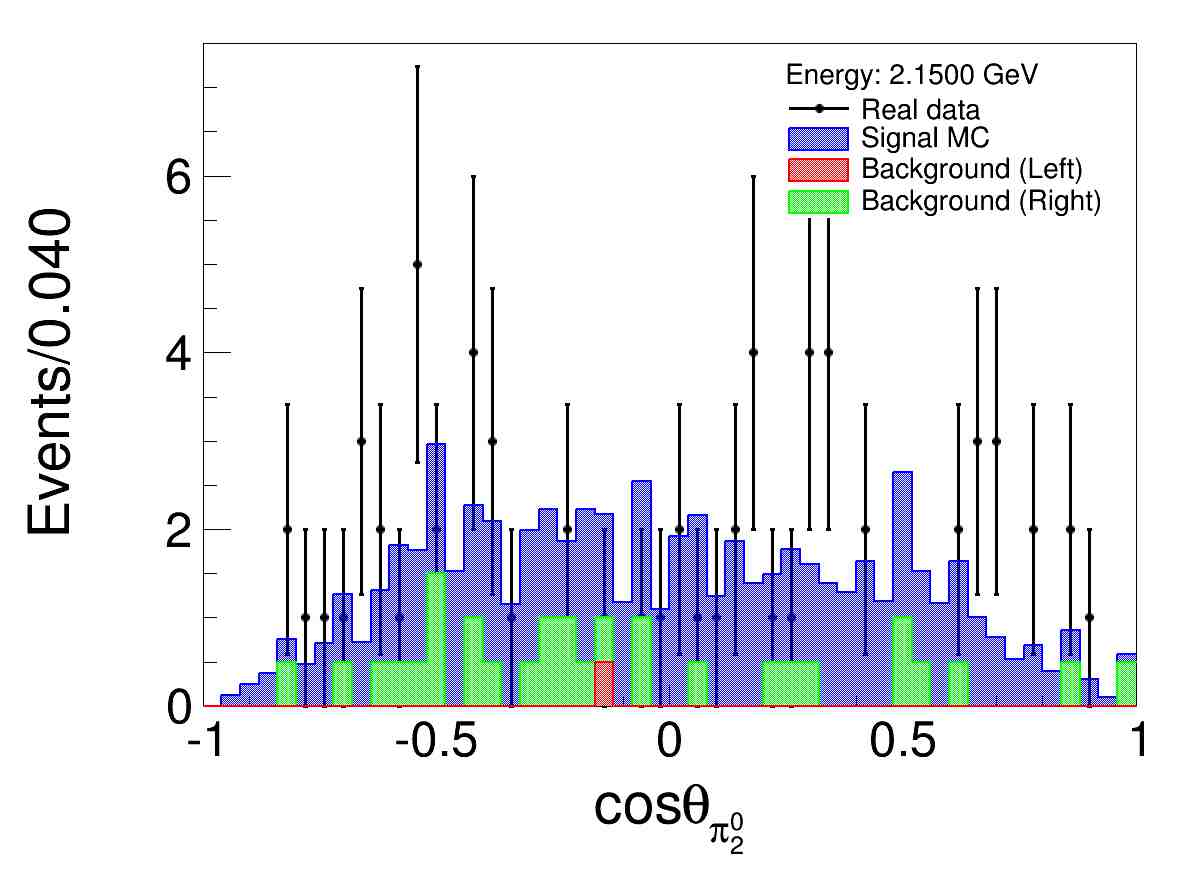 Energy: 2.1500 GeV
Real data
Signal MC
Background (Left)
Background (Right)
Events/0.040
6
4
2
0
-1
-0.5
0
0.5
1
cosθπ⁰₂